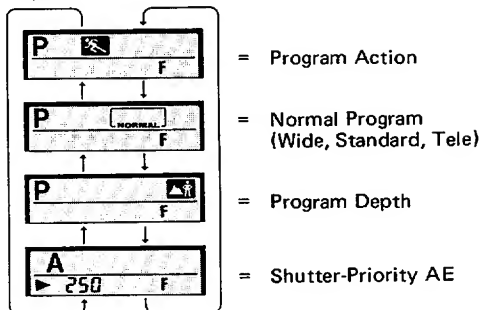 P
F
= Program Action
P
NORMAL
F
= Normal Program
(Wide, Standard, Tele)
P
F
= Program Depth
A
250 F
= Shutter-Priority AE